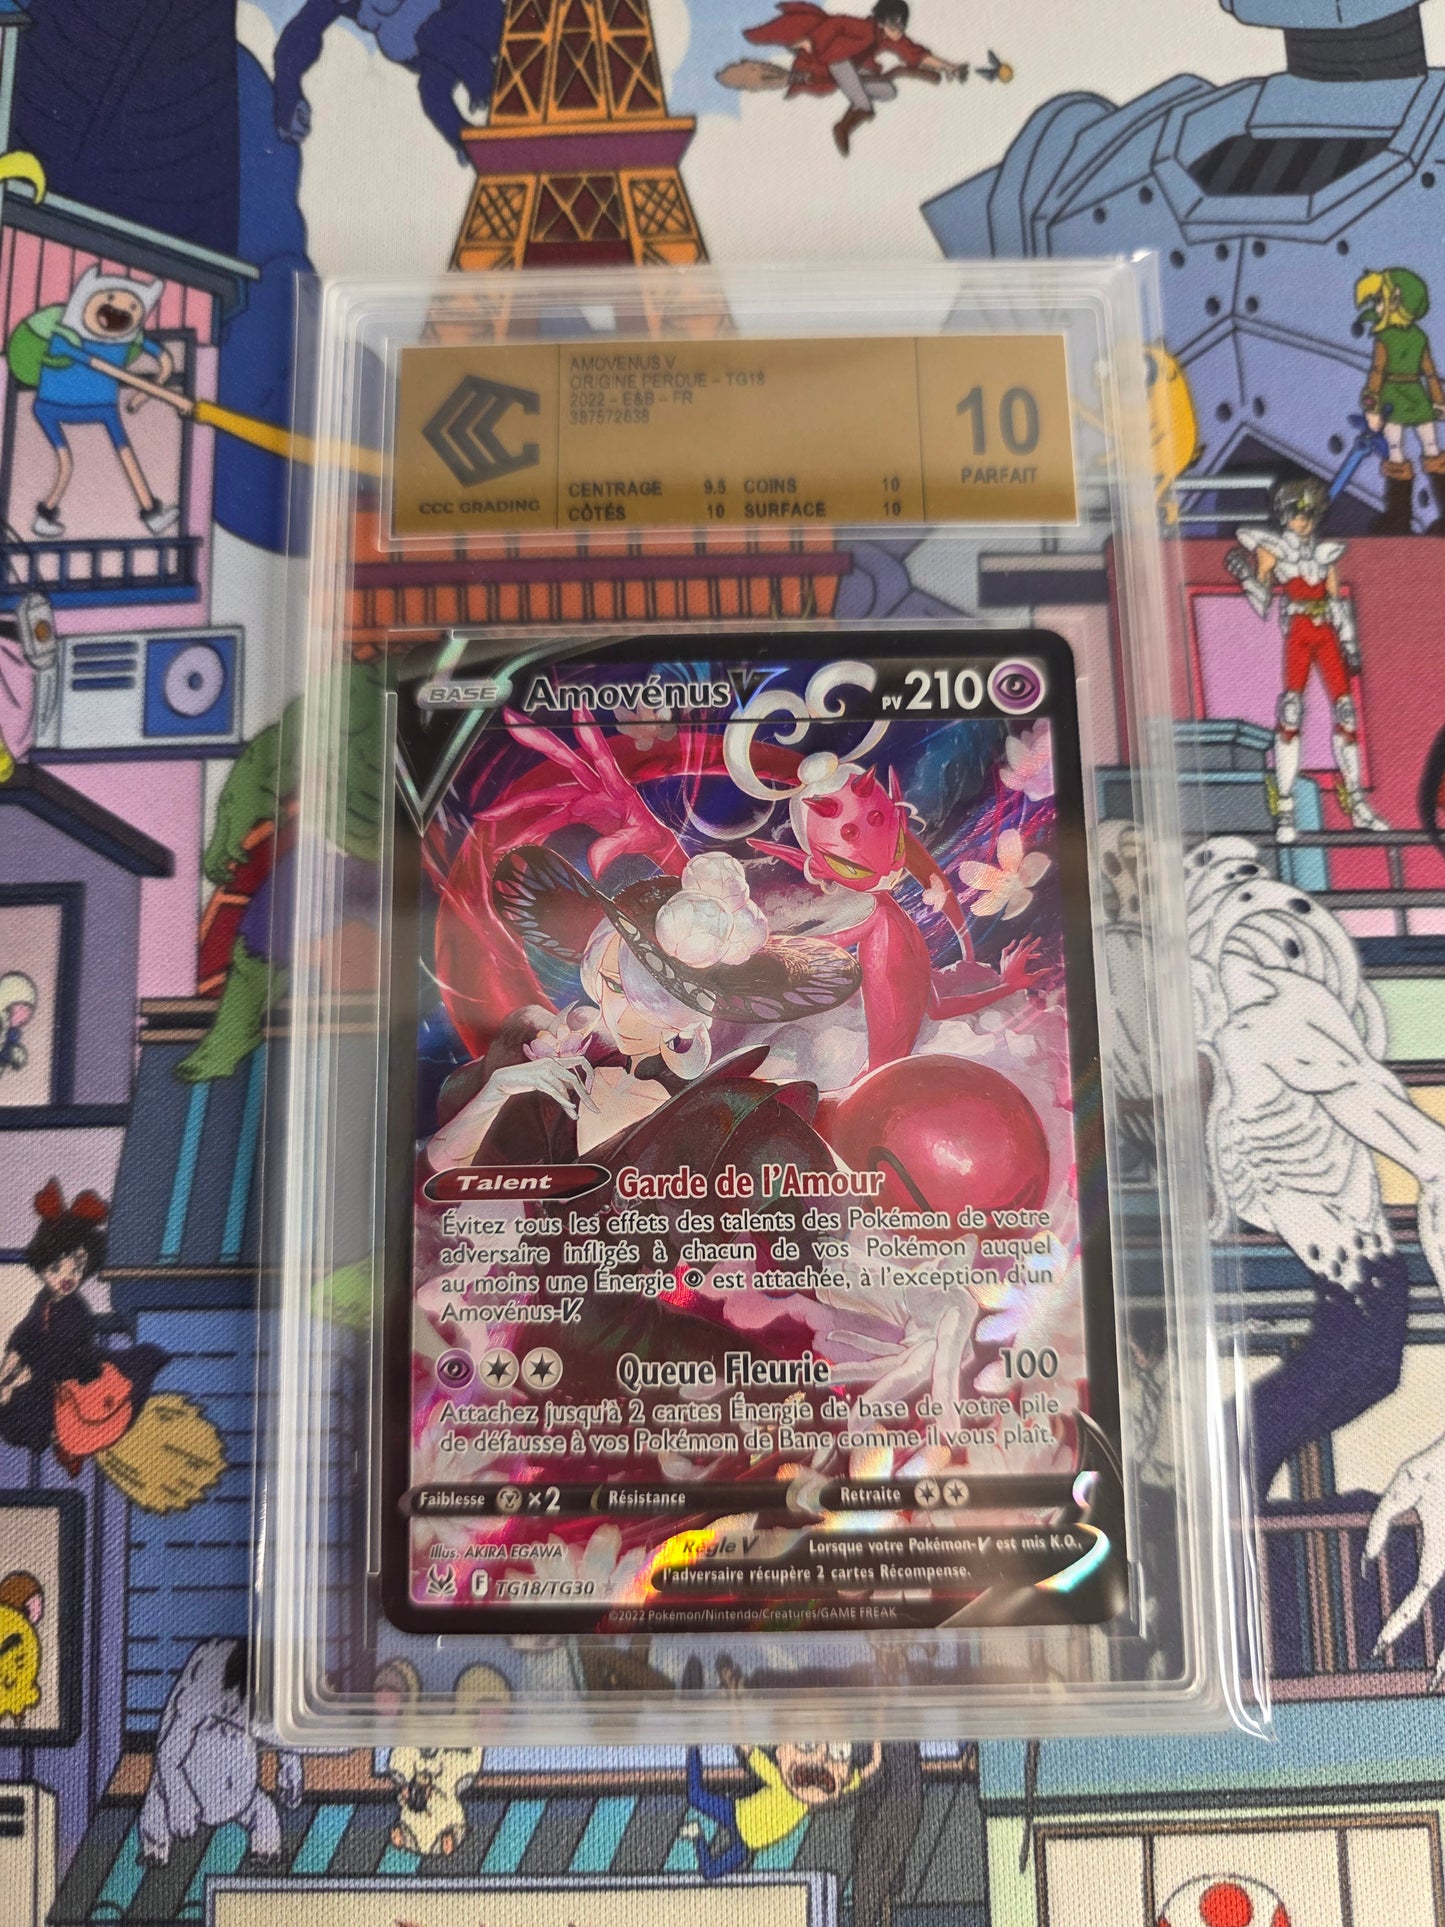 AMOVENUS V
ORIGINE PERDUE – TG18
2022 – E&B – FR
387572638
CCC GRADING
CENTRAGE 9.5 COINS 10
CÔTÉS 10 SURFACE 10
10
PARFAIT
BASE Amovénus V PV 210
Talent Garde de l'Amour
Évitez tous les effets des talents des Pokémon de votre
adversaire infligés à chacun de vos Pokémon auquel
au moins une Énergie est attachée, à l'exception d'un
Amovénus-V.
Queue Fleurie 100
Attachez jusqu'à 2 cartes Énergie de base de votre pile
de défausse à vos Pokémon de Banc comme il vous plaît.
Faiblesse ×2 Résistance Retraite
Illus. AKIRA EGAWA
F TG18/TG30
Règle V Lorsque votre Pokémon-V est mis K.O.,
l'adversaire récupère 2 cartes Récompense.
©2022 Pokémon/Nintendo/Creatures/GAME FREAK